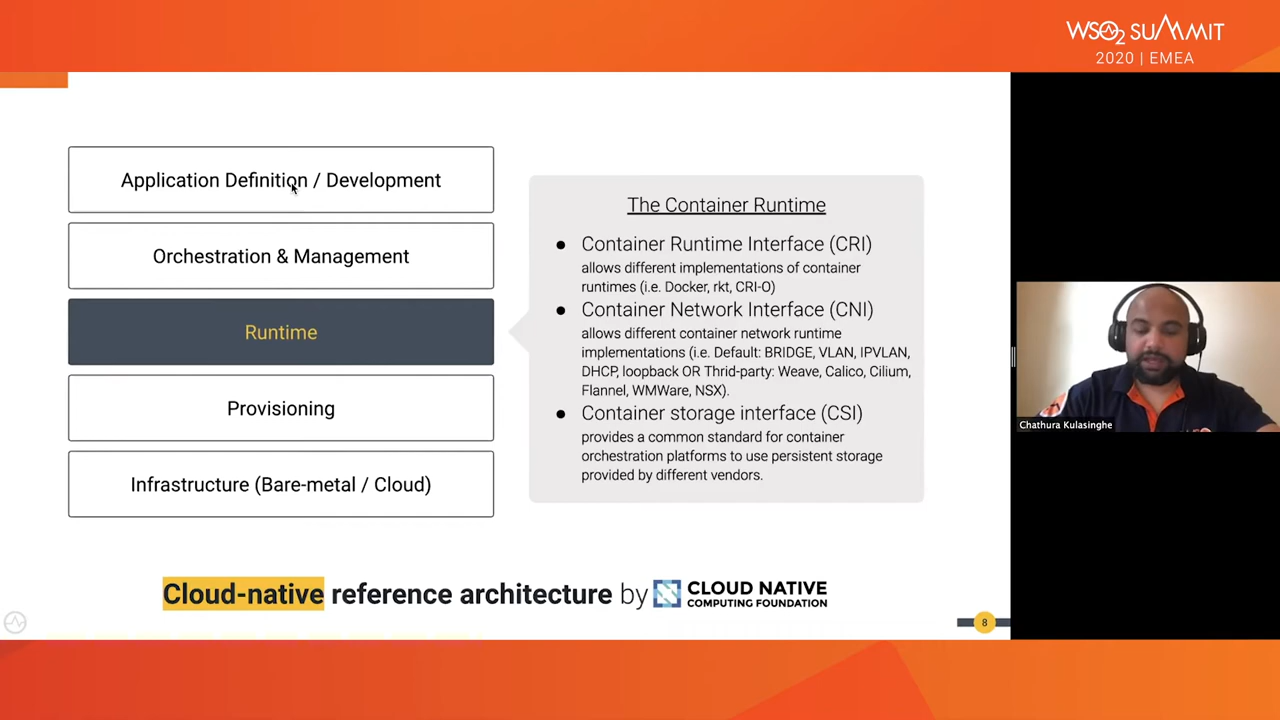 WSO2 SUMMIT
2020 | EMEA
Application Definition / Development
Orchestration & Management
Runtime
Provisioning
Infrastructure (Bare-metal / Cloud)
The Container Runtime
● Container Runtime Interface (CRI)
allows different implementations of container
runtimes (i.e. Docker, rkt, CRI-O)
● Container Network Interface (CNI)
allows different container network runtime
implementations (i.e. Default: BRIDGE, VLAN, IPVLAN,
DHCP, loopback OR Thrid-party: Weave, Calico, Cilium,
Flannel, WMWare, NSX).
● Container storage interface (CSI)
provides a common standard for container
orchestration platforms to use persistent storage
provided by different vendors.
Chathura Kulasinghe
Cloud-native reference architecture by CLOUD NATIVE
COMPUTING FOUNDATION
8